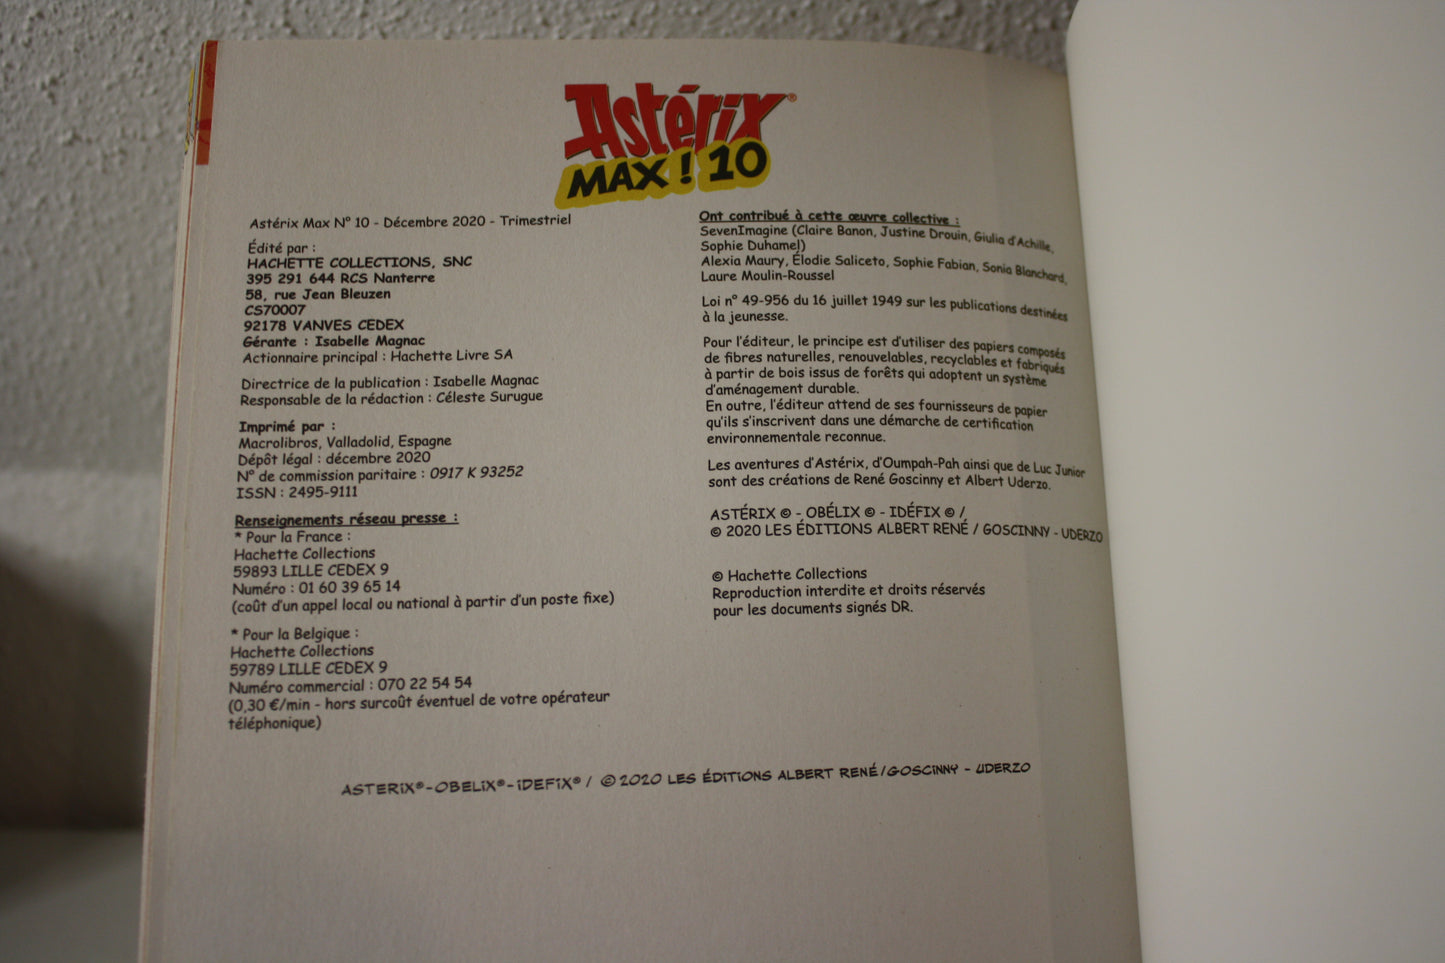 Astérix®
MAX ! 10
Astérix Max N° 10 - Décembre 2020 - Trimestriel
Édité par :
HACHETTE COLLECTIONS, SNC
395 291 644 RCS Nanterre
58, rue Jean Bleuzen
CS70007
92178 VANVES CEDEX
Gérante : Isabelle Magnac
Actionnaire principal : Hachette Livre SA
Directrice de la publication : Isabelle Magnac
Responsable de la rédaction : Céleste Surugue
Imprimé par :
Macrolibros, Valladolid, Espagne
Dépôt légal : décembre 2020
N° de commission paritaire : 0917 K 93252
ISSN : 2495-9111
Renseignements réseau presse :
* Pour la France :
Hachette Collections
59893 LILLE CEDEX 9
Numéro : 01 60 39 65 14
(coût d'un appel local ou national à partir d'un poste fixe)
* Pour la Belgique :
Hachette Collections
59789 LILLE CEDEX 9
Numéro commercial : 070 22 54 54
(0,30 €/min - hors surcoût éventuel de votre opérateur
téléphonique)
Ont contribué à cette œuvre collective :
SevenImagine (Claire Banon, Justine Drouin, Giulia d'Achille,
Sophie Duhamel)
Alexia Maury, Élodie Saliceto, Sophie Fabian, Sonia Blanchard,
Laure Moulin-Roussel
Loi n° 49-956 du 16 juillet 1949 sur les publications destinées
à la jeunesse.
Pour l'éditeur, le principe est d'utiliser des papiers composés
de fibres naturelles, renouvelables, recyclables et fabriqués
à partir de bois issus de forêts qui adoptent un système
d'aménagement durable.
En outre, l'éditeur attend de ses fournisseurs de papier
qu'ils s'inscrivent dans une démarche de certification
environnementale reconnue.
Les aventures d'Astérix, d'Oumpah-Pah ainsi que de Luc Junior
sont des créations de René Goscinny et Albert Uderzo.
ASTÉRIX © - OBÉLIX © - IDÉFIX © /
© 2020 LES ÉDITIONS ALBERT RENÉ / GOSCINNY - UDERZO
© Hachette Collections
Reproduction interdite et droits réservés
pour les documents signés DR.
ASTERIX®-OBELIX®-IDEFIX® / © 2020 LES ÉDITIONS ALBERT RENÉ/GOSCINNY - UDERZO